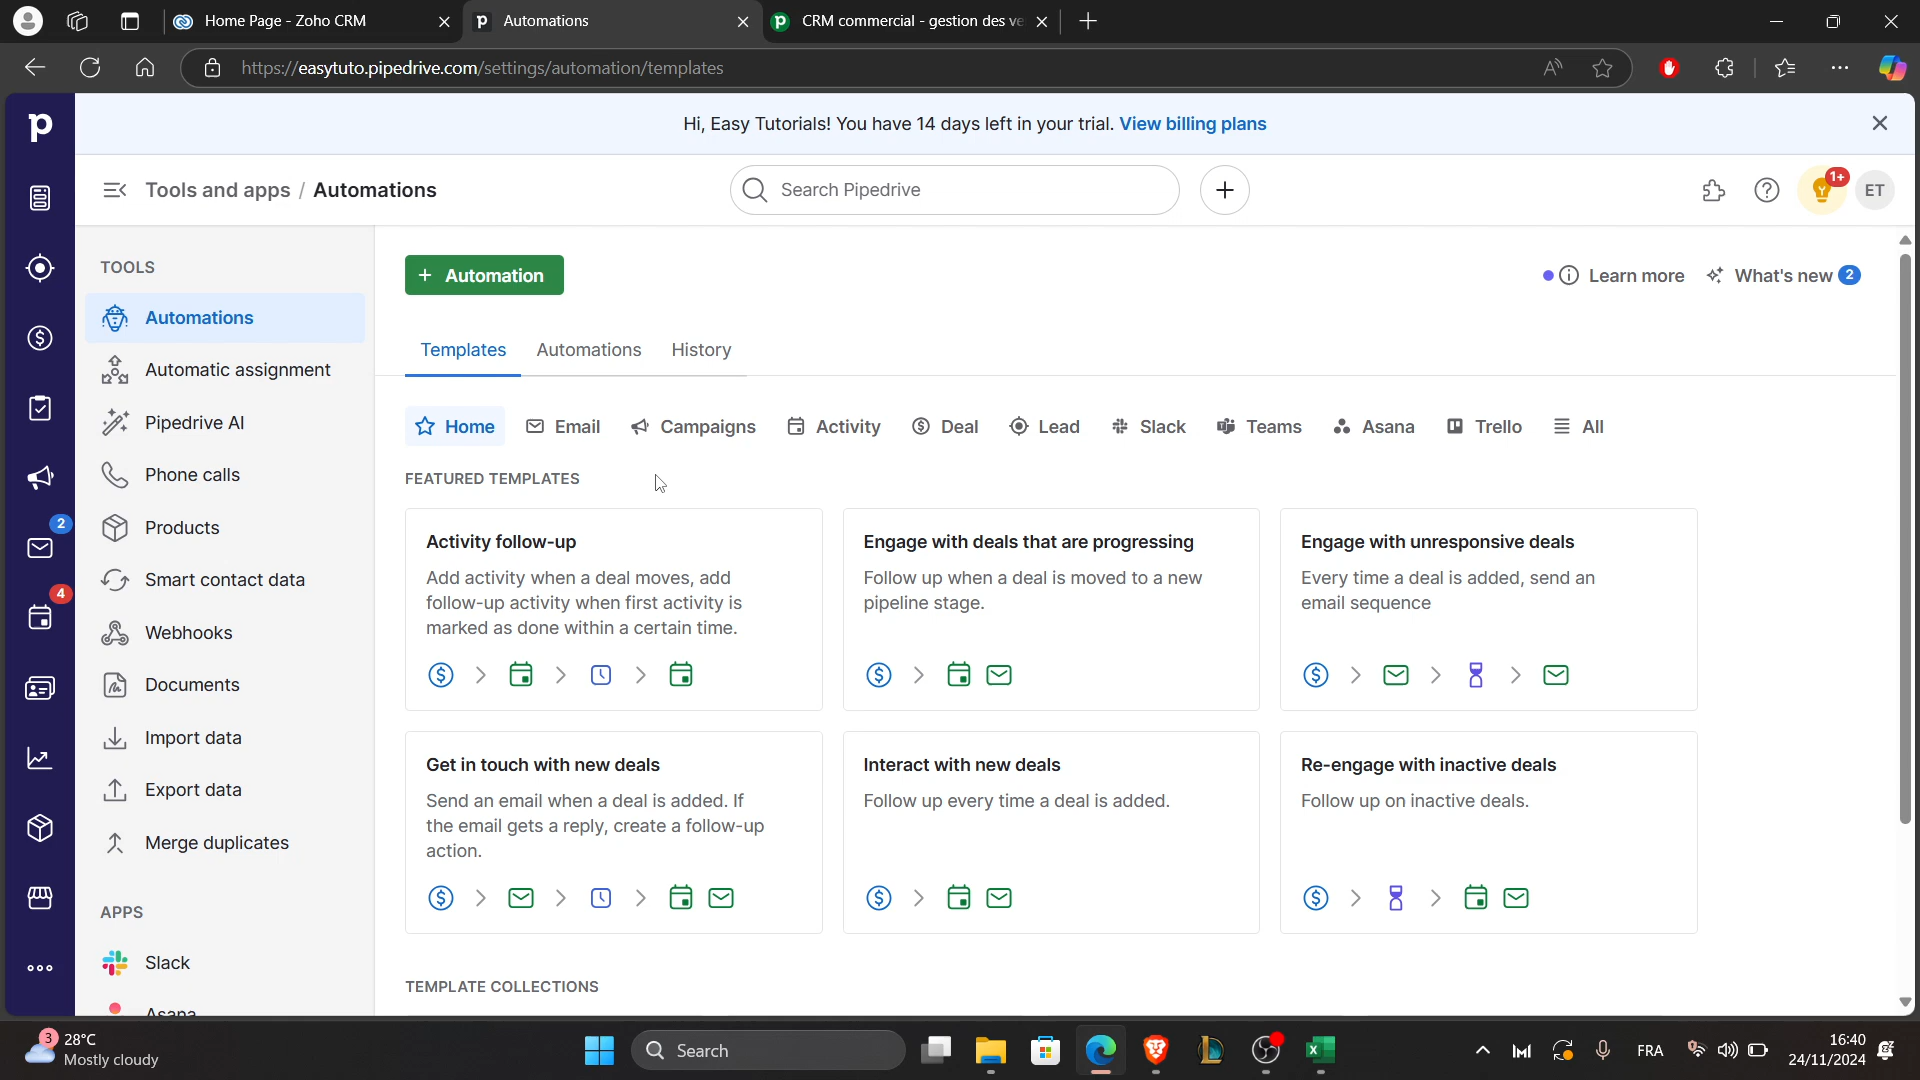 Home Page - Zoho CRM
Automations
CRM commercial - gestion des ve
https://easytuto.pipedrive.com/settings/automation/templates
Hi, Easy Tutorials! You have 14 days left in your trial. View billing plans
Tools and apps / Automations
Search Pipedrive
1+
ET
TOOLS
Automations
Automatic assignment
Pipedrive AI
Phone calls
Products
Smart contact data
Webhooks
Documents
Import data
Export data
Merge duplicates
APPS
Slack
Asana
2
4
+ Automation
Learn more
What's new 2
Templates
Automations
History
Home
Email
Campaigns
Activity
Deal
Lead
Slack
Teams
Asana
Trello
All
FEATURED TEMPLATES
Activity follow-up
Add activity when a deal moves, add
follow-up activity when first activity is
marked as done within a certain time.
Engage with deals that are progressing
Follow up when a deal is moved to a new
pipeline stage.
Engage with unresponsive deals
Every time a deal is added, send an
email sequence
Get in touch with new deals
Send an email when a deal is added. If
the email gets a reply, create a follow-up
action.
Interact with new deals
Follow up every time a deal is added.
Re-engage with inactive deals
Follow up on inactive deals.
TEMPLATE COLLECTIONS
3
28°C
Mostly cloudy
Search
FRA
16:40
24/11/2024